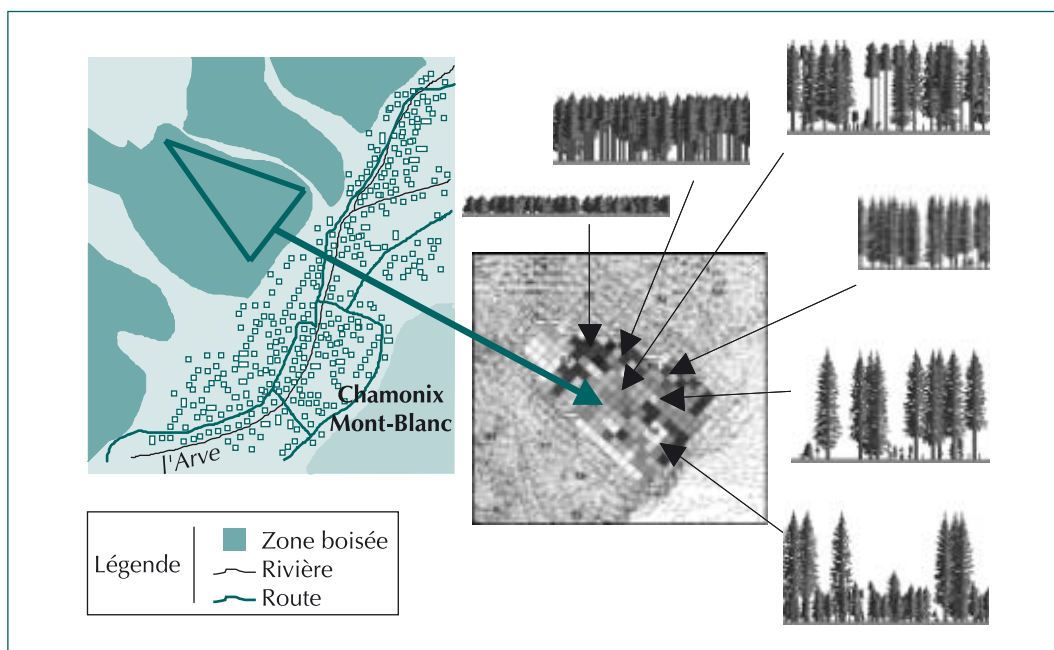 Chamonix
Mont-Blanc
l'Arve
Légende
Zone boisée
Rivière
Route